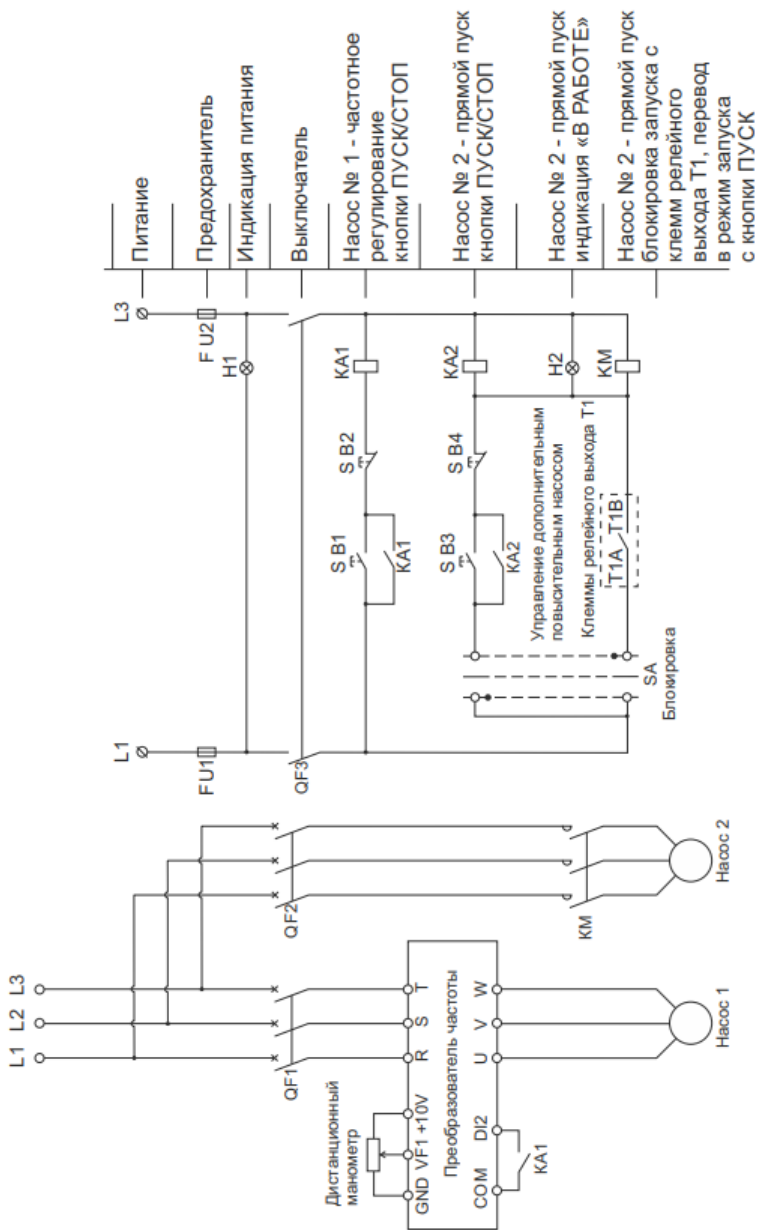 L1
L2
L3
QF1
QF2
Дистанционный
манометр
GND
VF1
+10V
R
S
T
Преобразователь частоты
COM
DI2
U
V
W
KA1
KM
Насос 1
Насос 2
L1
L3
FU1
F U2
H1
QF3
S B1
S B2
KA1
KA1
S B3
S B4
KA2
KA2
Управление дополнительным
повысительным насосом
H2
Клеммы релейного выхода T1
T1A
T1B
KM
SA
Блокировка
Питание
Предохранитель
Индикация питания
Выключатель
Насос № 1 - частотное
регулирование
кнопки ПУСК/СТОП
Насос № 2 - прямой пуск
кнопки ПУСК/СТОП
Насос № 2 - прямой пуск
индикация «В РАБОТЕ»
Насос № 2 - прямой пуск
блокировка запуска с
клемм релейного
выхода T1, перевод
в режим запуска
с кнопки ПУСК